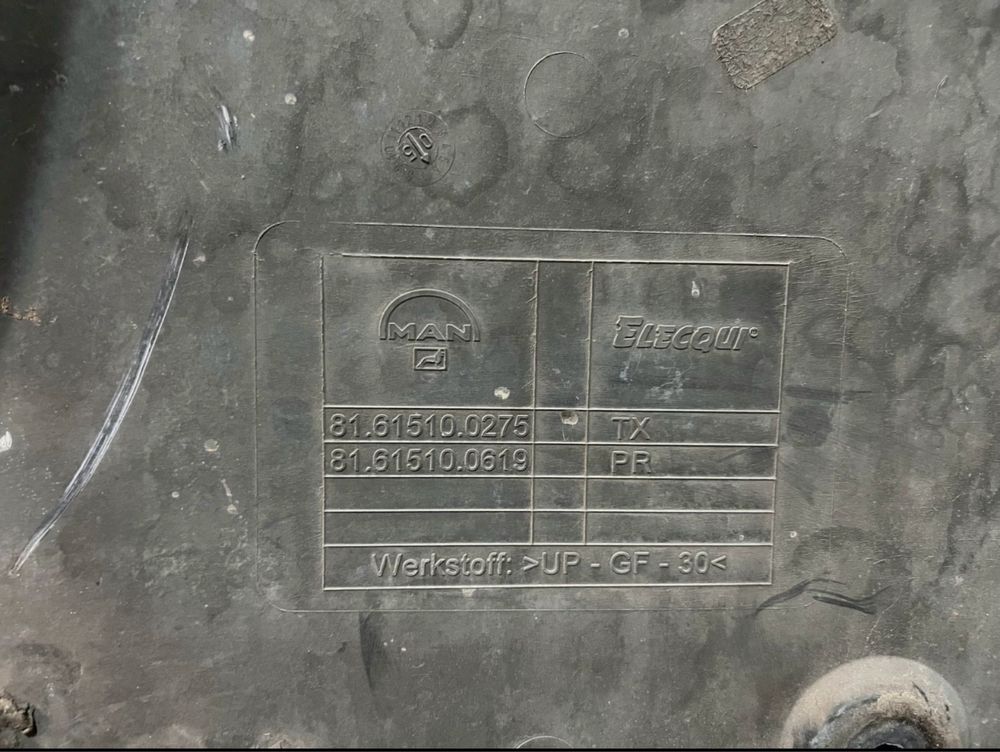 MAN
ELECQUI
81.61510.0275 TX
81.61510.0619 PR
Werkstoff: >UP - GF - 30<